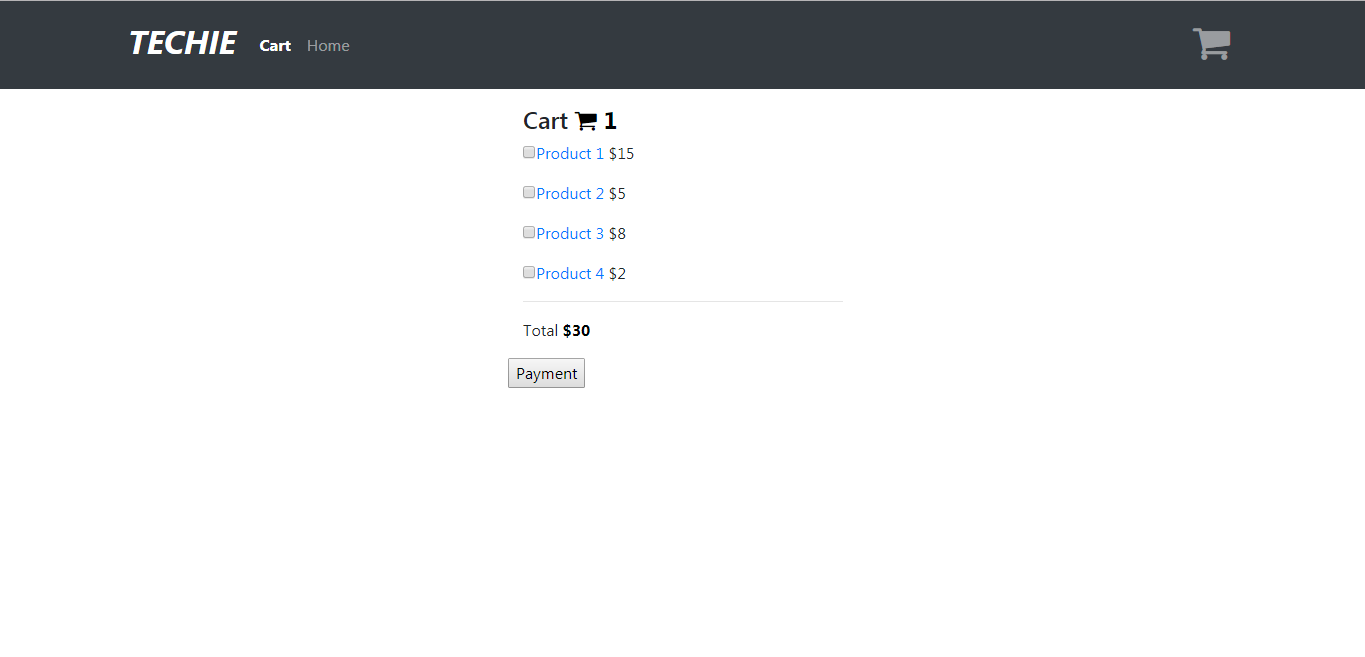 TECHIE Cart Home
Cart 1
Product 1 $15
Product 2 $5
Product 3 $8
Product 4 $2
Total $30
Payment